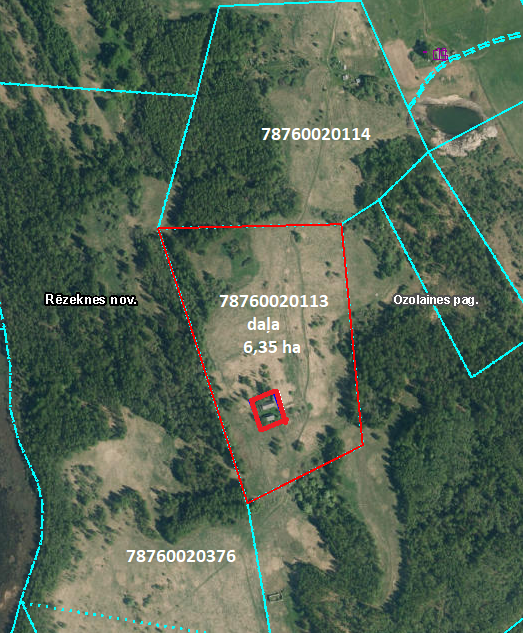 78760020114
Rēzeknes nov.
78760020113
Ozolaines pag.
daļa
6,35 ha
78760020376